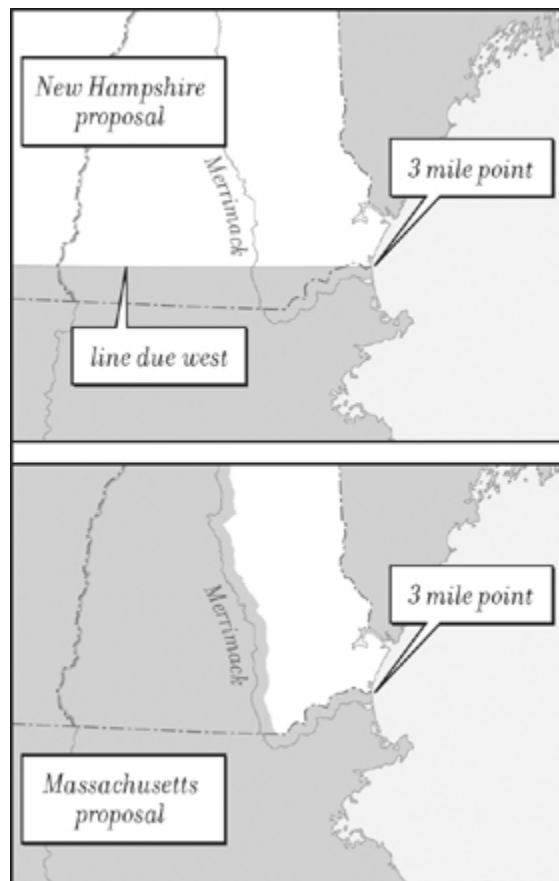 New Hampshire
proposal
Merrimack
3 mile point
line due west
Merrimack
3 mile point
Massachusetts
proposal